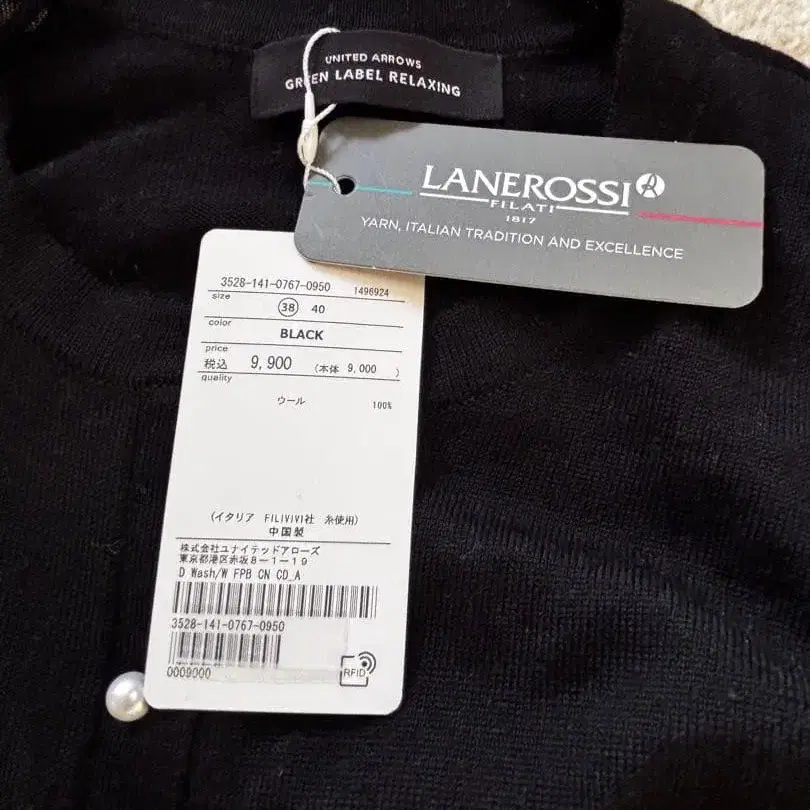 UNITED ARROWS
GREEN LABEL RELAXING
LANEROSSI
FILATI
1817
YARN, ITALIAN TRADITION AND EXCELLENCE
3528-141-0767-0950 1496924
size
38 40
color
BLACK
price
税込 9,900 (本体 9,000 )
quality
ウール 100%
(イタリア FILIVIVI社 糸使用)
中国製
株式会社ユナイテッドアローズ
東京都港区赤坂8-1-19
D Wash/W FPB CN CD_A
3528-141-0767-0950
0009000
RFID